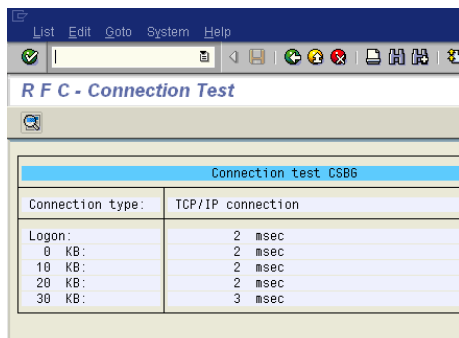 List Edit Goto System Help
R F C - Connection Test
Connection test CSBG
Connection type: TCP/IP connection
Logon: 2 msec
0 KB: 2 msec
10 KB: 2 msec
20 KB: 2 msec
30 KB: 3 msec